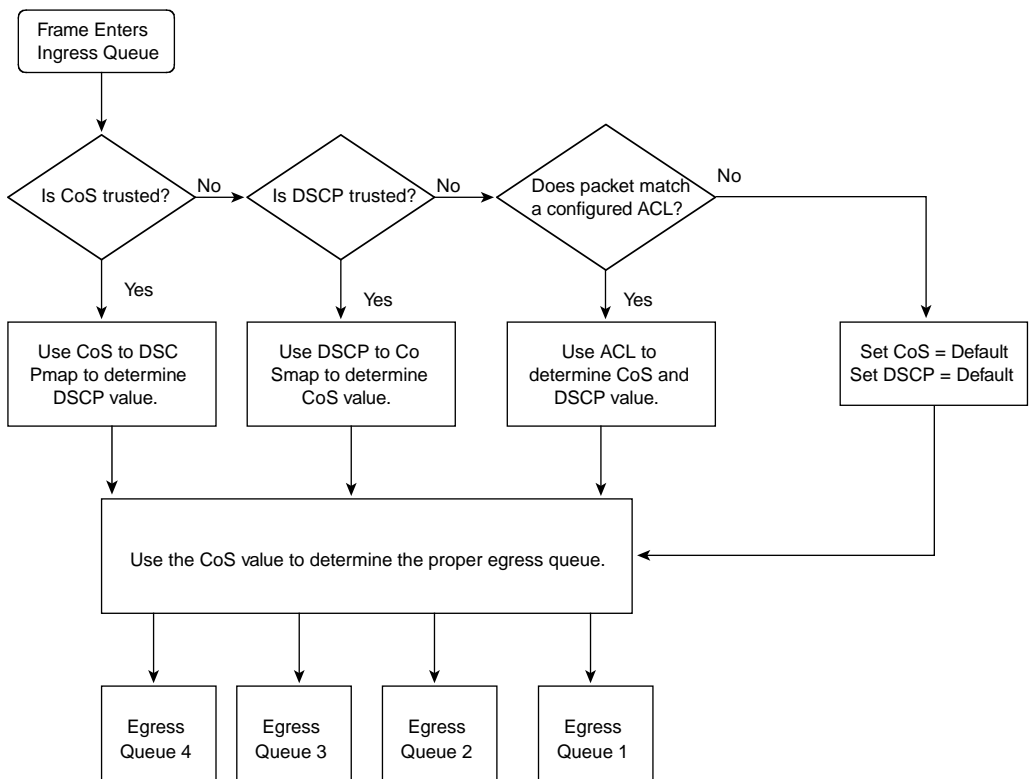 Frame Enters
Ingress Queue
Is CoS trusted?
No
Is DSCP trusted?
No
Does packet match
a configured ACL?
No
Yes
Yes
Yes
Use CoS to DSC
Pmap to determine
DSCP value.
Use DSCP to Co
Smap to determine
CoS value.
Use ACL to
determine CoS and
DSCP value.
Set CoS = Default
Set DSCP = Default
Use the CoS value to determine the proper egress queue.
Egress
Queue 4
Egress
Queue 3
Egress
Queue 2
Egress
Queue 1